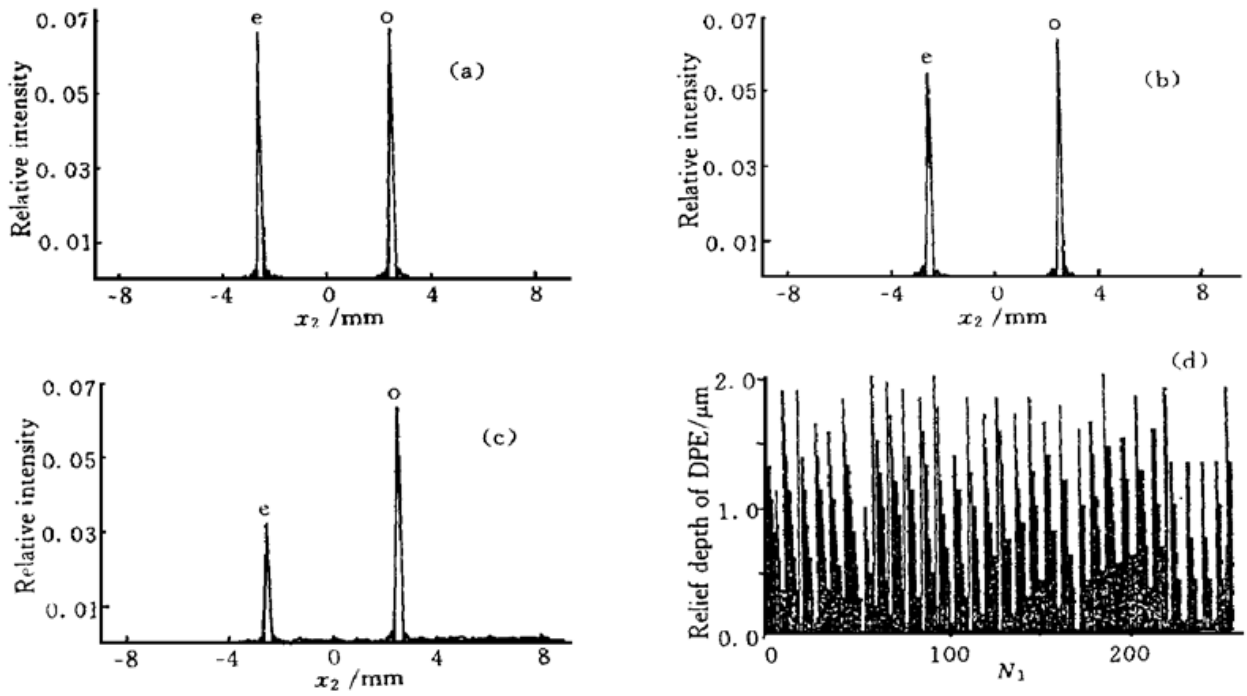 0.07
0.05
0.03
0.01
Relative intensity
e
o
(a)
-8
-4
0
4
8
x₂ /mm
0.07
0.05
0.03
0.01
Relative intensity
e
o
(b)
-8
-4
0
4
8
x₂ /mm
0.07
0.05
0.03
0.01
Relative intensity
e
o
(c)
-8
-4
0
4
8
x₂ /mm
(d)
2.0
1.0
0.0
Relief depth of DPE/μm
0
100
200
N₁